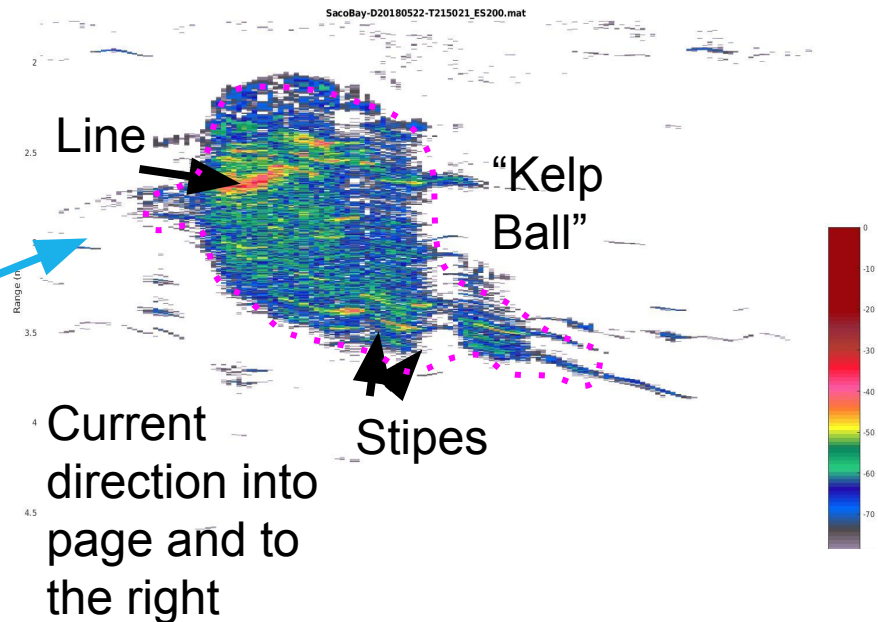 SacoBay-D20180522-T215021_ES200.mat
2
Line
2.5
“Kelp
Ball”
0
-10
-20
-30
-40
-50
-60
-70
3.5
4
Stipes
Current
direction into
page and to
the right
4.5